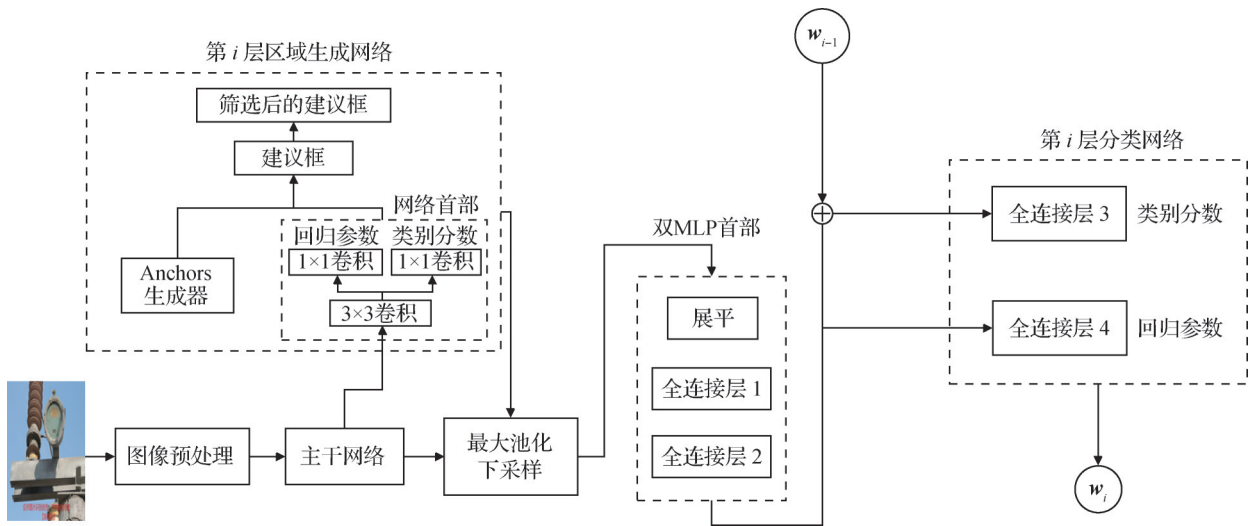 第 i 层区域生成网络
筛选后的建议框
建议框
网络首部
回归参数
类别分数
1×1卷积
1×1卷积
Anchors
生成器
3×3卷积
图像预处理
主干网络
最大池化
下采样
双MLP首部
展平
全连接层 1
全连接层 2
w_{i-1}
第 i 层分类网络
全连接层 3
类别分数
全连接层 4
回归参数
w_i